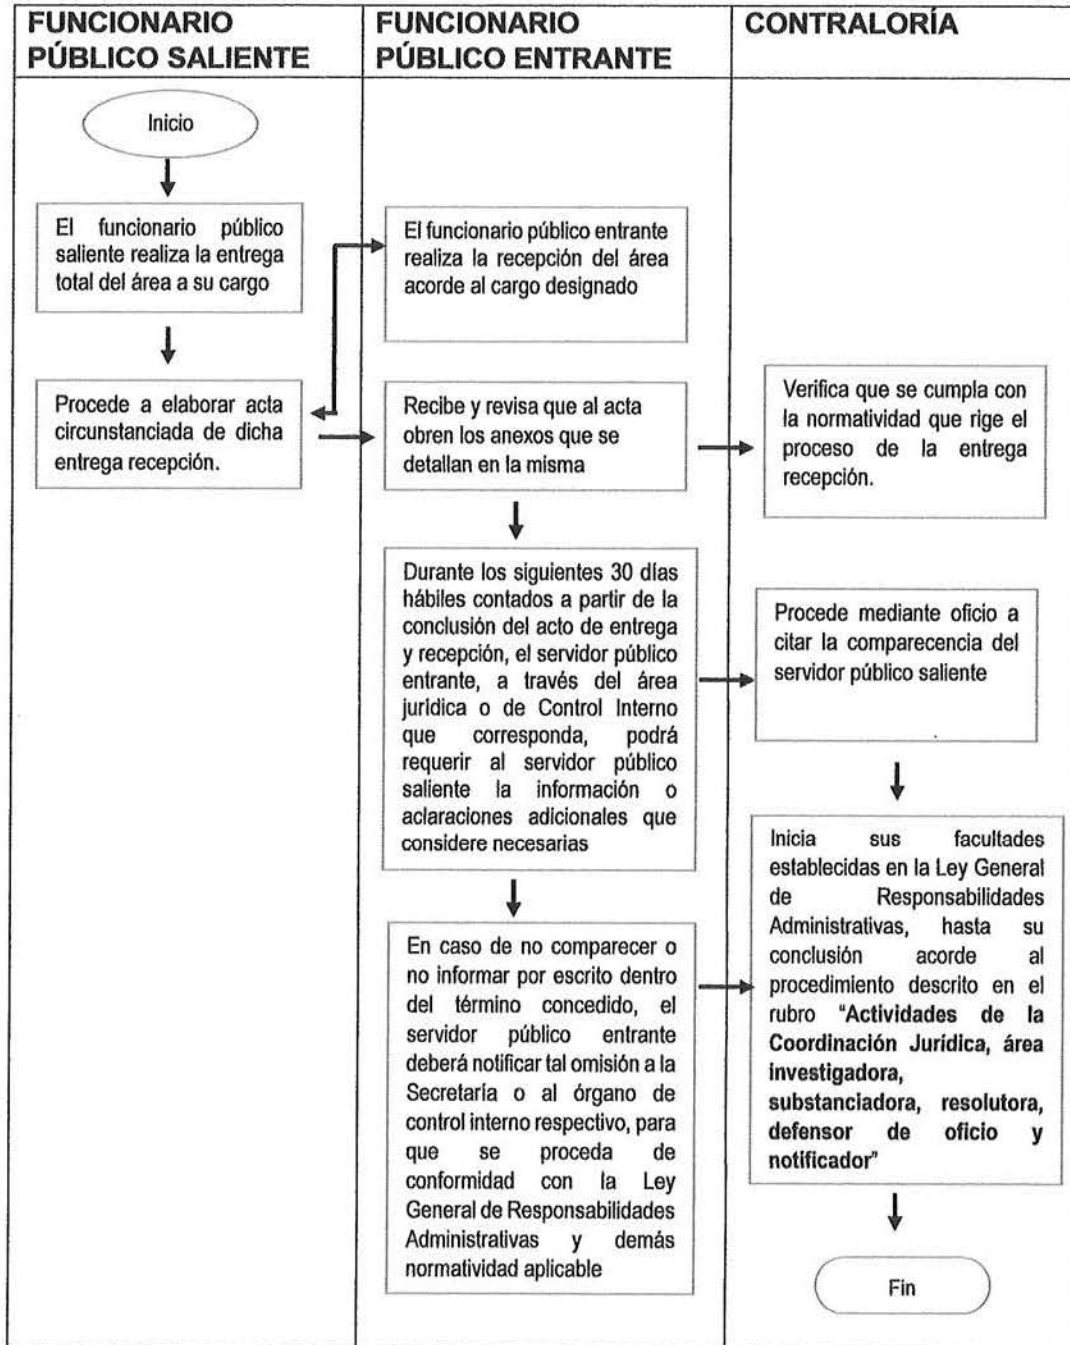 FUNCIONARIO
PÚBLICO SALIENTE
FUNCIONARIO
PÚBLICO ENTRANTE
CONTRALORÍA
Inicio
El funcionario público
saliente realiza la entrega
total del área a su cargo
Procede a elaborar acta
circunstanciada de dicha
entrega recepción.
El funcionario público entrante
realiza la recepción del área
acorde al cargo designado
Recibe y revisa que al acta
obren los anexos que se
detallan en la misma
Durante los siguientes 30 días
hábiles contados a partir de la
conclusión del acto de entrega
y recepción, el servidor público
entrante, a través del área
jurídica o de Control Interno
que corresponda, podrá
requerir al servidor público
saliente la información o
aclaraciones adicionales que
considere necesarias
En caso de no comparecer o
no informar por escrito dentro
del término concedido, el
servidor público entrante
deberá notificar tal omisión a la
Secretaría o al órgano de
control interno respectivo, para
que se proceda de
conformidad con la Ley
General de Responsabilidades
Administrativas y demás
normatividad aplicable
Verifica que se cumpla con
la normatividad que rige el
proceso de la entrega
recepción.
Procede mediante oficio a
citar la comparecencia del
servidor público saliente
Inicia sus facultades
establecidas en la Ley General
de Responsabilidades
Administrativas, hasta su
conclusión acorde al
procedimiento descrito en el
rubro "Actividades de la
Coordinación Jurídica, área
investigadora,
substanciadora, resolutora,
defensor de oficio y
notificador"
Fin